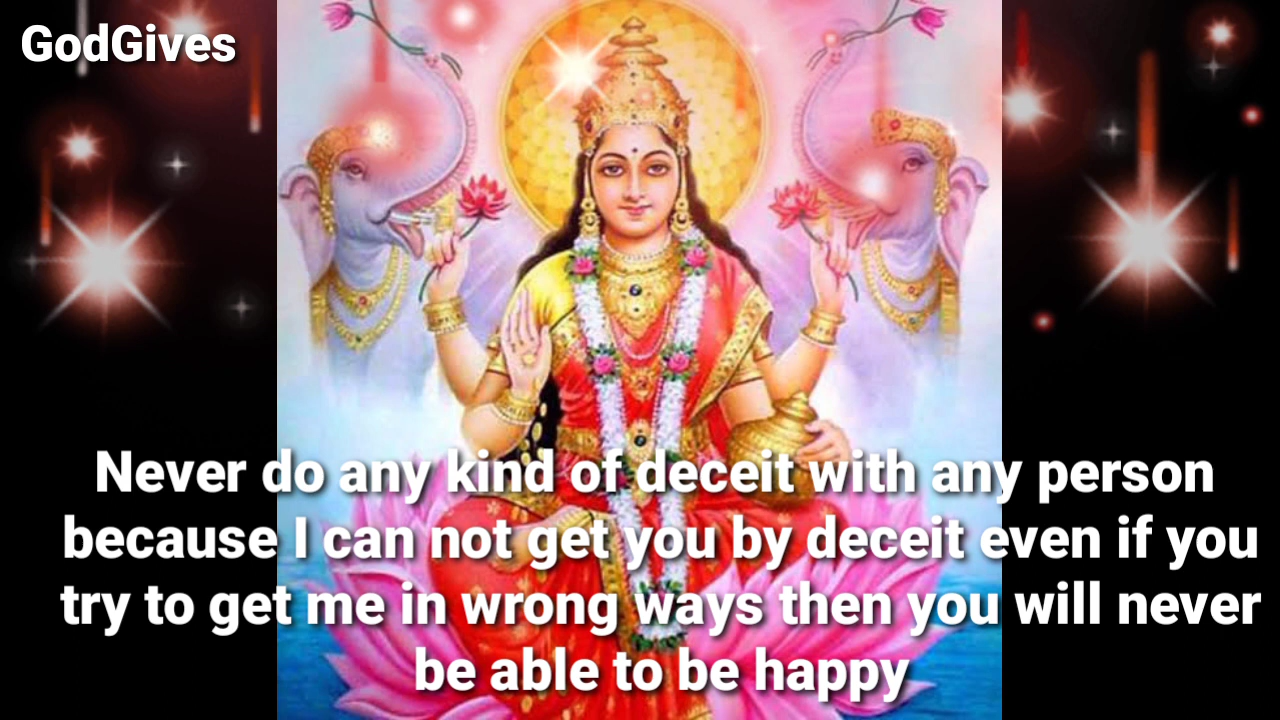 GodGives
Never do any kind of deceit with any person
because I can not get you by deceit even if you
try to get me in wrong ways then you will never
be able to be happy